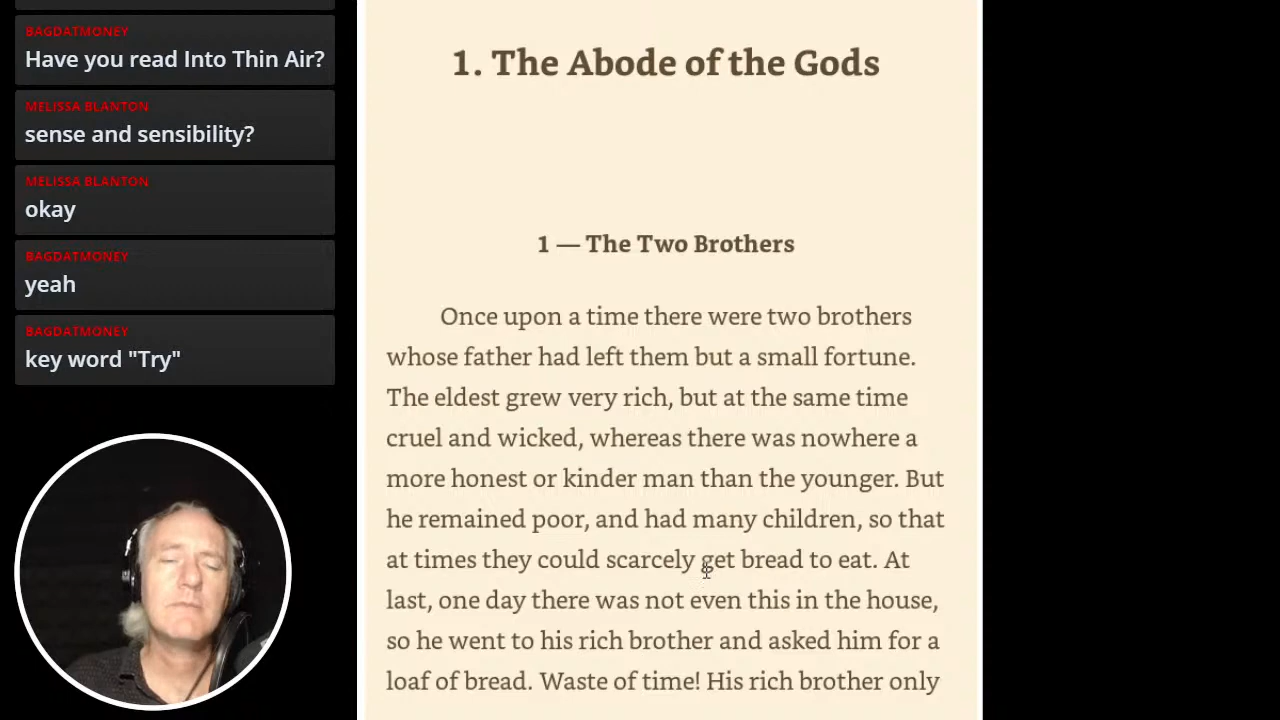 BAGDATMONEY
Have you read Into Thin Air?
MELISSA BLANTON
sense and sensibility?
MELISSA BLANTON
okay
BAGDATMONEY
yeah
BAGDATMONEY
key word "Try"
1. The Abode of the Gods
1 — The Two Brothers
Once upon a time there were two brothers
whose father had left them but a small fortune.
The eldest grew very rich, but at the same time
cruel and wicked, whereas there was nowhere a
more honest or kinder man than the younger. But
he remained poor, and had many children, so that
at times they could scarcely get bread to eat. At
last, one day there was not even this in the house,
so he went to his rich brother and asked him for a
loaf of bread. Waste of time! His rich brother only